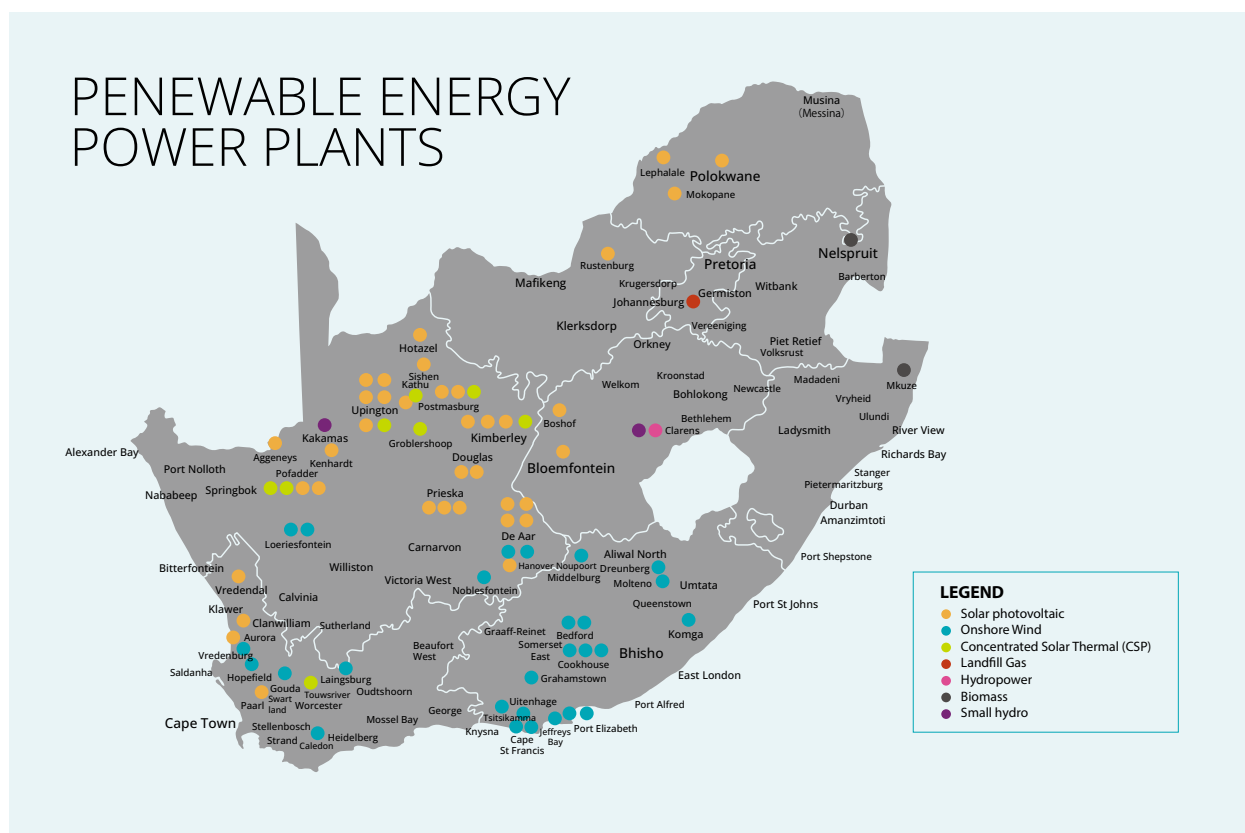 PENEWABLE ENERGY
POWER PLANTS
Musina
(Messina)
Lephalale
Polokwane
Mokopane
Nelspruit
Rustenburg
Pretoria
Barberton
Mafikeng
Krugersdorp
Witbank
Germiston
Johannesburg
Klerksdorp
Vereeniging
Orkney
Piet Retief
Volksrust
Hotazel
Sishen
Kathu
Kroonstad
Madadeni
Welkom
Mkuze
Newcastle
Bohlokong
Vryheid
Upington
Postmasburg
Ulundi
Bethlehem
Boshof
Clarens
Ladysmith
River View
Kakamas
Kimberley
Groblershoop
Alexander Bay
Richards Bay
Aggeneys
Kenhardt
Douglas
Bloemfontein
Port Nolloth
Pofadder
Stanger
Pietermaritzburg
Nababeep
Springbok
Prieska
Durban
Amanzimtoti
De Aar
Loeriesfontein
Carnarvon
Aliwal North
Port Shepstone
Bitterfontein
Williston
Hanover
Noupoort
Dreunberg
Middelburg
Victoria West
Molteno
Umtata
Vredendal
Noblesfontein
Calvinia
Queenstown
Port St Johns
Klawer
Clanwilliam
Sutherland
Graaff-Reinet
Bedford
Komga
Aurora
Beaufort
West
Somerset
East
Bhisho
Vredenburg
Cookhouse
Saldanha
Hopefield
Laingsburg
Grahamstown
East London
Gouda
Touwsriver
Oudtshoorn
Swart
land
Paarl
Worcester
Uitenhage
Port Alfred
George
Cape Town
Mossel Bay
Tsitsikamma
Stellenbosch
Knysna
Jeffreys
Bay
Port Elizabeth
Strand
Caledon
Heidelberg
Cape
St Francis
LEGEND
Solar photovoltaic
Onshore Wind
Concentrated Solar Thermal (CSP)
Landfill Gas
Hydropower
Biomass
Small hydro